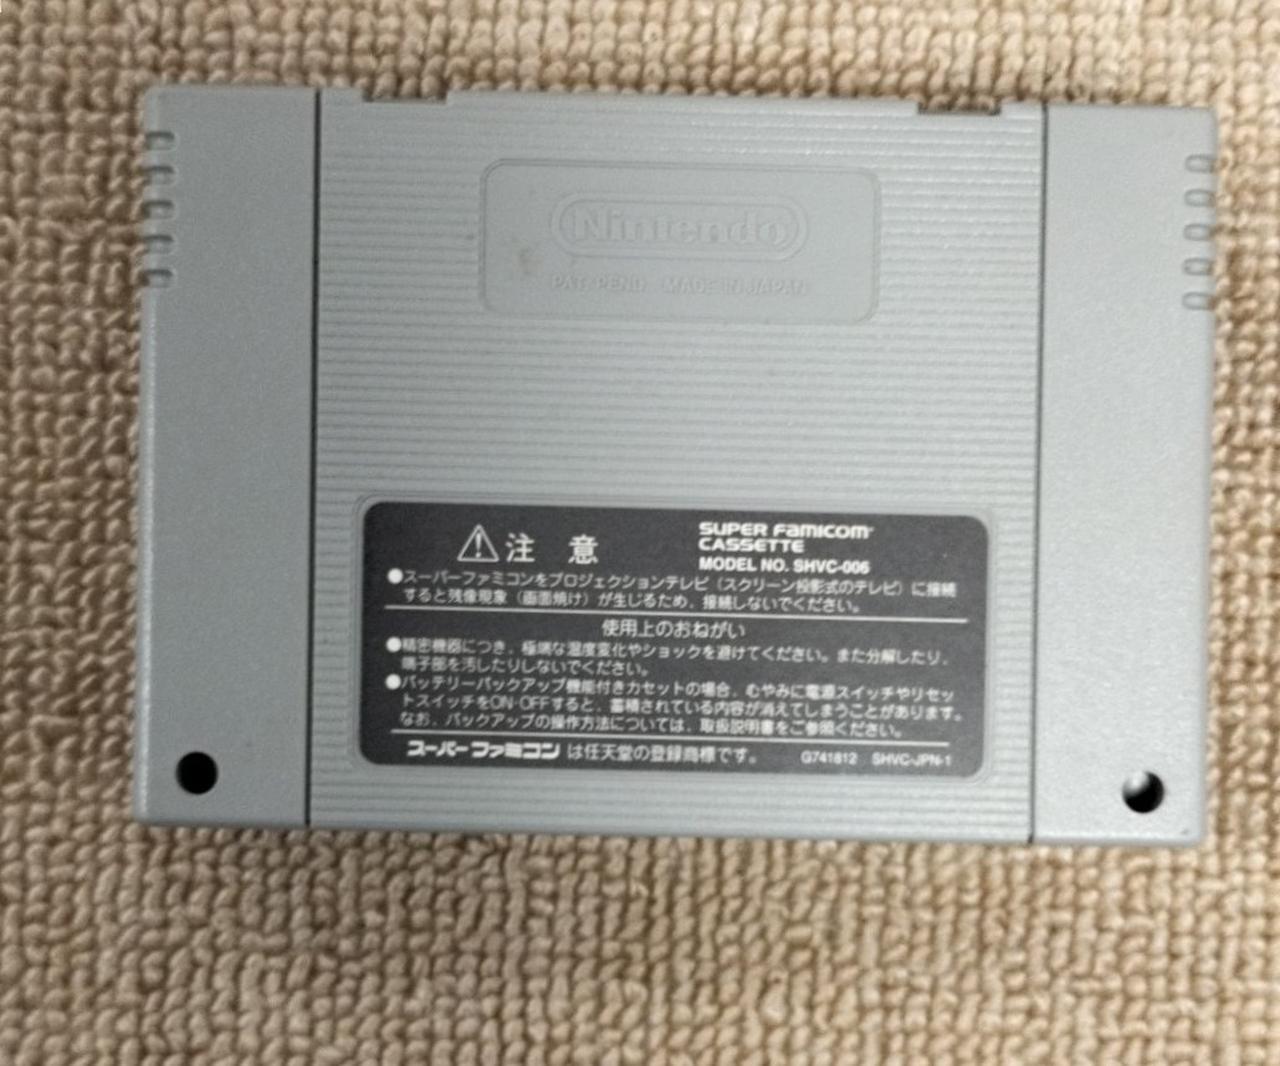 Nintendo
PAT. PEND. MADE IN JAPAN
注 意
SUPER Famicom
CASSETTE
MODEL NO. SHVC-006
●スーパーファミコンをプロジェクションテレビ（スクリーン投影式のテレビ）に接続
すると残像現象（画面焼け）が生じるため、接続しないでください。
使用上のおねがい
●精密機器につき、極端な温度変化やショックを避けてください。また分解したり、
端子部を汚したりしないでください。
●バッテリーバックアップ機能付きカセットの場合、むやみに電源スイッチやリセッ
トスイッチをON・OFFすると、蓄積されている内容が消えてしまうことがあります。
なお、バックアップの操作方法については、取扱説明書をご参照ください。
スーパーファミコン は任天堂の登録商標です。 G741812 SHVC-JPN-1